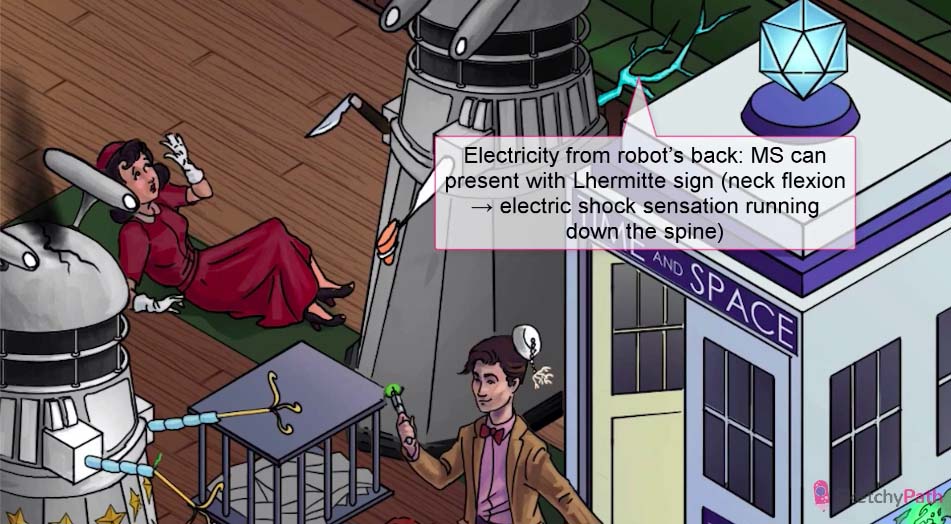 Electricity from robot's back: MS can
present with Lhermitte sign (neck flexion
→ electric shock sensation running
down the spine)
AND SPACE
SketchyPath